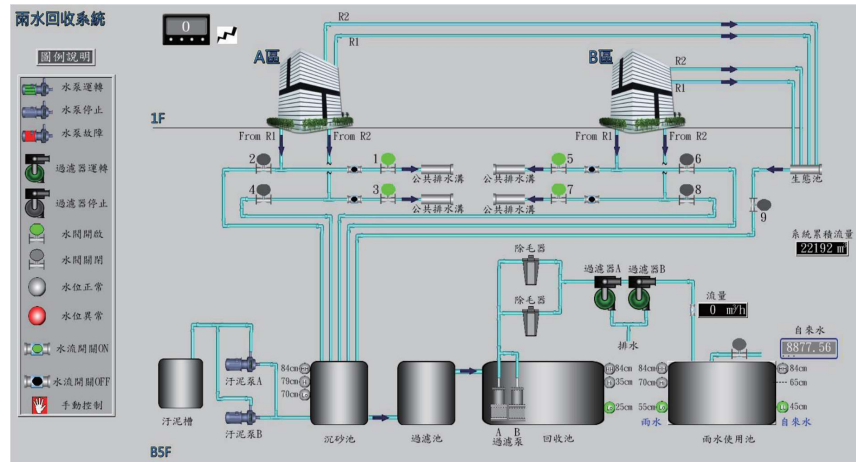 雨水回收系統
圖例說明
水泵運轉
水泵停止
水泵故障
過濾器運轉
過濾器停止
水閥開啟
水閥關閉
水位正常
水位異常
水流開關ON
水流開關OFF
手動控制
0
A區
B區
R2
R1
R2
R1
1F
From R1
From R2
From R1
From R2
2
1
5
6
4
3
7
8
9
公共排水溝
公共排水溝
公共排水溝
公共排水溝
生態池
系統累積流量
22192 m³
除毛器
除毛器
過濾器A
過濾器B
排水
流量
0 m³/h
自來水
8877.56
汙泥槽
汙泥泵A
汙泥泵B
84cm
79cm
70cm
沉砂池
過濾池
A B
過濾泵
回收池
84cm
35cm
25cm
84cm
70cm
55cm
雨水
雨水使用池
84cm
65cm
45cm
自來水
B5F